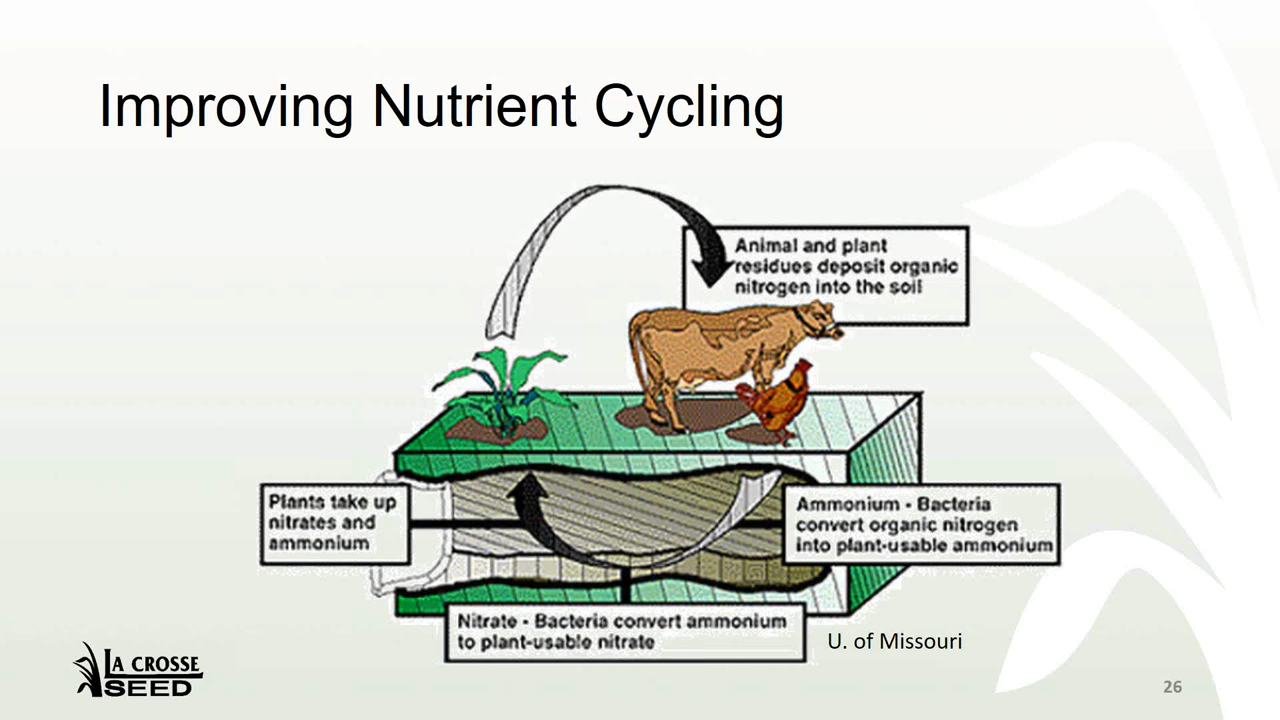 Improving Nutrient Cycling
Animal and plant
residues deposit organic
nitrogen into the soil
Plants take up
nitrates and
ammonium
Ammonium - Bacteria
convert organic nitrogen
into plant-usable ammonium
Nitrate - Bacteria convert ammonium
to plant-usable nitrate
U. of Missouri
LA CROSSE
SEED
26